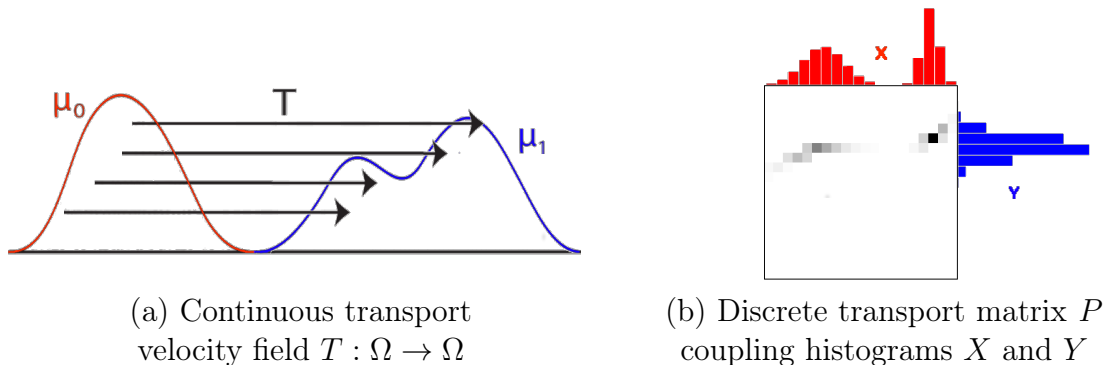 μ₀
T
μ₁
X
Y
(a) Continuous transport
velocity field T : Ω → Ω
(b) Discrete transport matrix P
coupling histograms X and Y